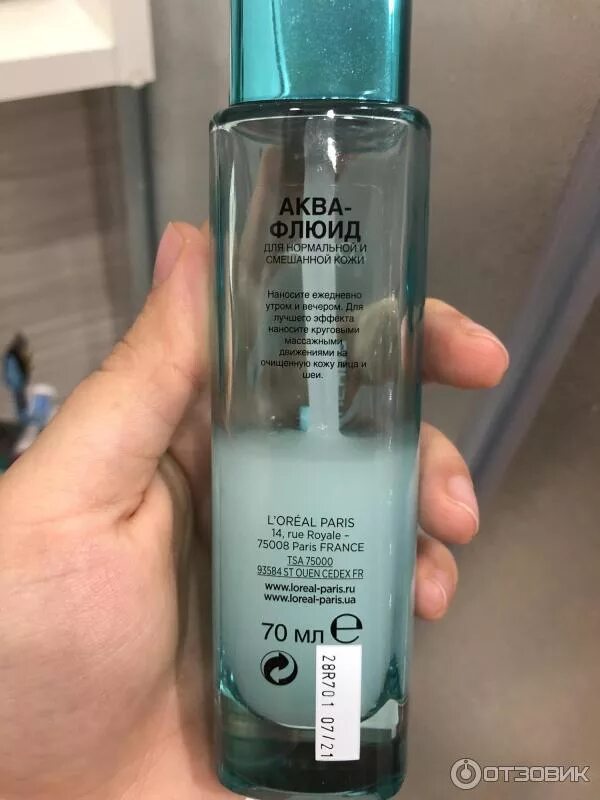 АКВА-
ФЛЮИД
ДЛЯ НОРМАЛЬНОЙ И
СМЕШАННОЙ КОЖИ
Наносите ежедневно
утром и вечером. Для
лучшего эффекта
наносите круговыми
массажными
движениями на
очищенную кожу лица и
шеи.
L'ORÉAL PARIS
14, rue Royale -
75008 Paris FRANCE
TSA 75000
93584 ST OUEN CEDEX FR
www.loreal-paris.ru
www.loreal-paris.ua
70 мл e
28R701 07/21
ОТЗОВИК